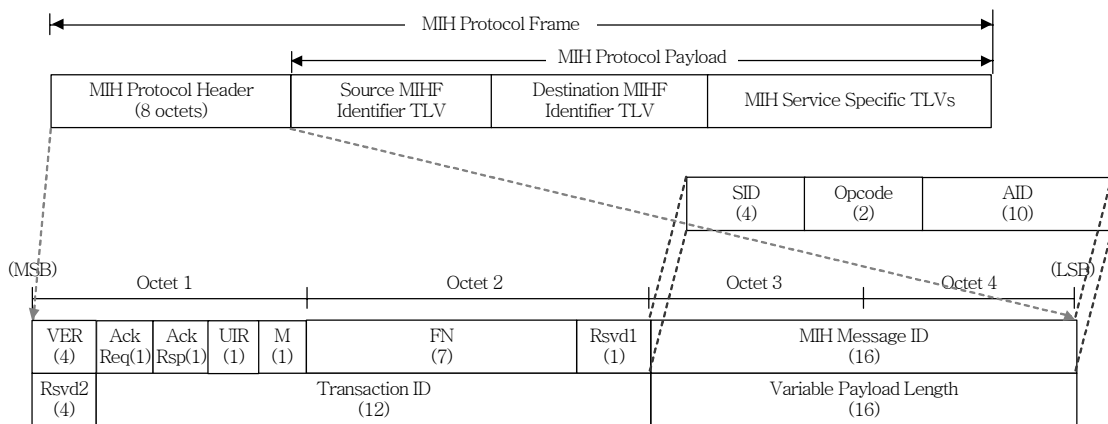 MIH Protocol Frame
MIH Protocol Payload
MIH Protocol Header
(8 octets)
Source MIHF
Identifier TLV
Destination MIHF
Identifier TLV
MIH Service Specific TLVs
SID
(4)
Opcode
(2)
AID
(10)
(MSB)
Octet 1
Octet 2
Octet 3
Octet 4
(LSB)
VER
(4)
Ack
Req(1)
Ack
Rsp(1)
UIR
(1)
M
(1)
FN
(7)
Rsvd1
(1)
MIH Message ID
(16)
Rsvd2
(4)
Transaction ID
(12)
Variable Payload Length
(16)